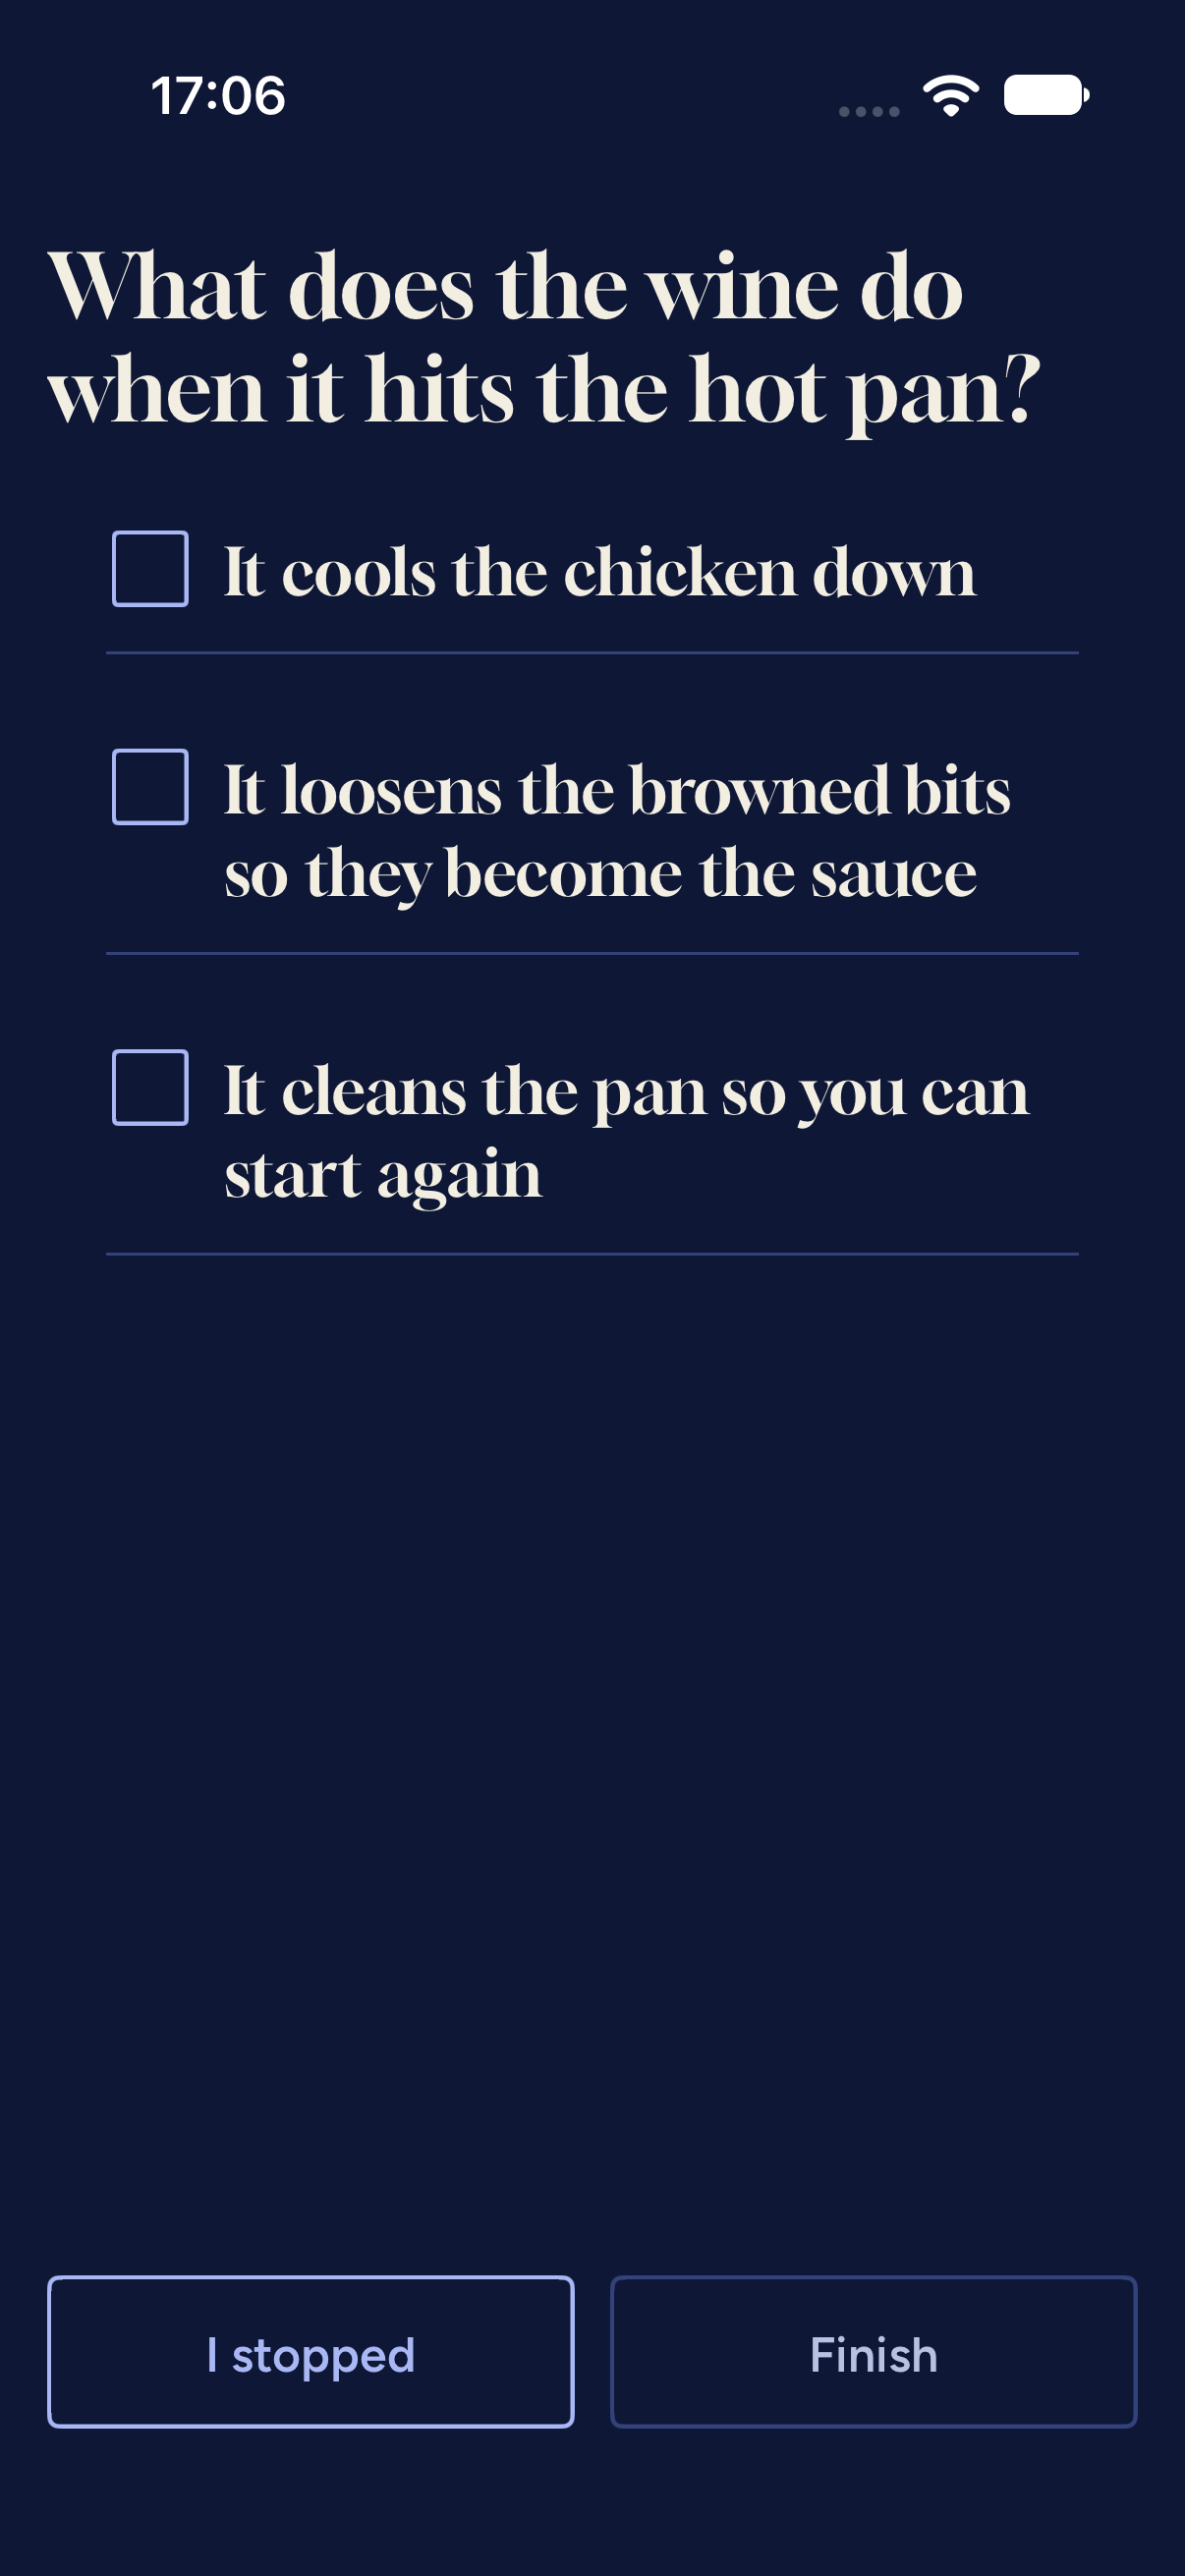 17:06
What does the wine do
when it hits the hot pan?
It cools the chicken down
It loosens the browned bits
so they become the sauce
It cleans the pan so you can
start again
I stopped
Finish